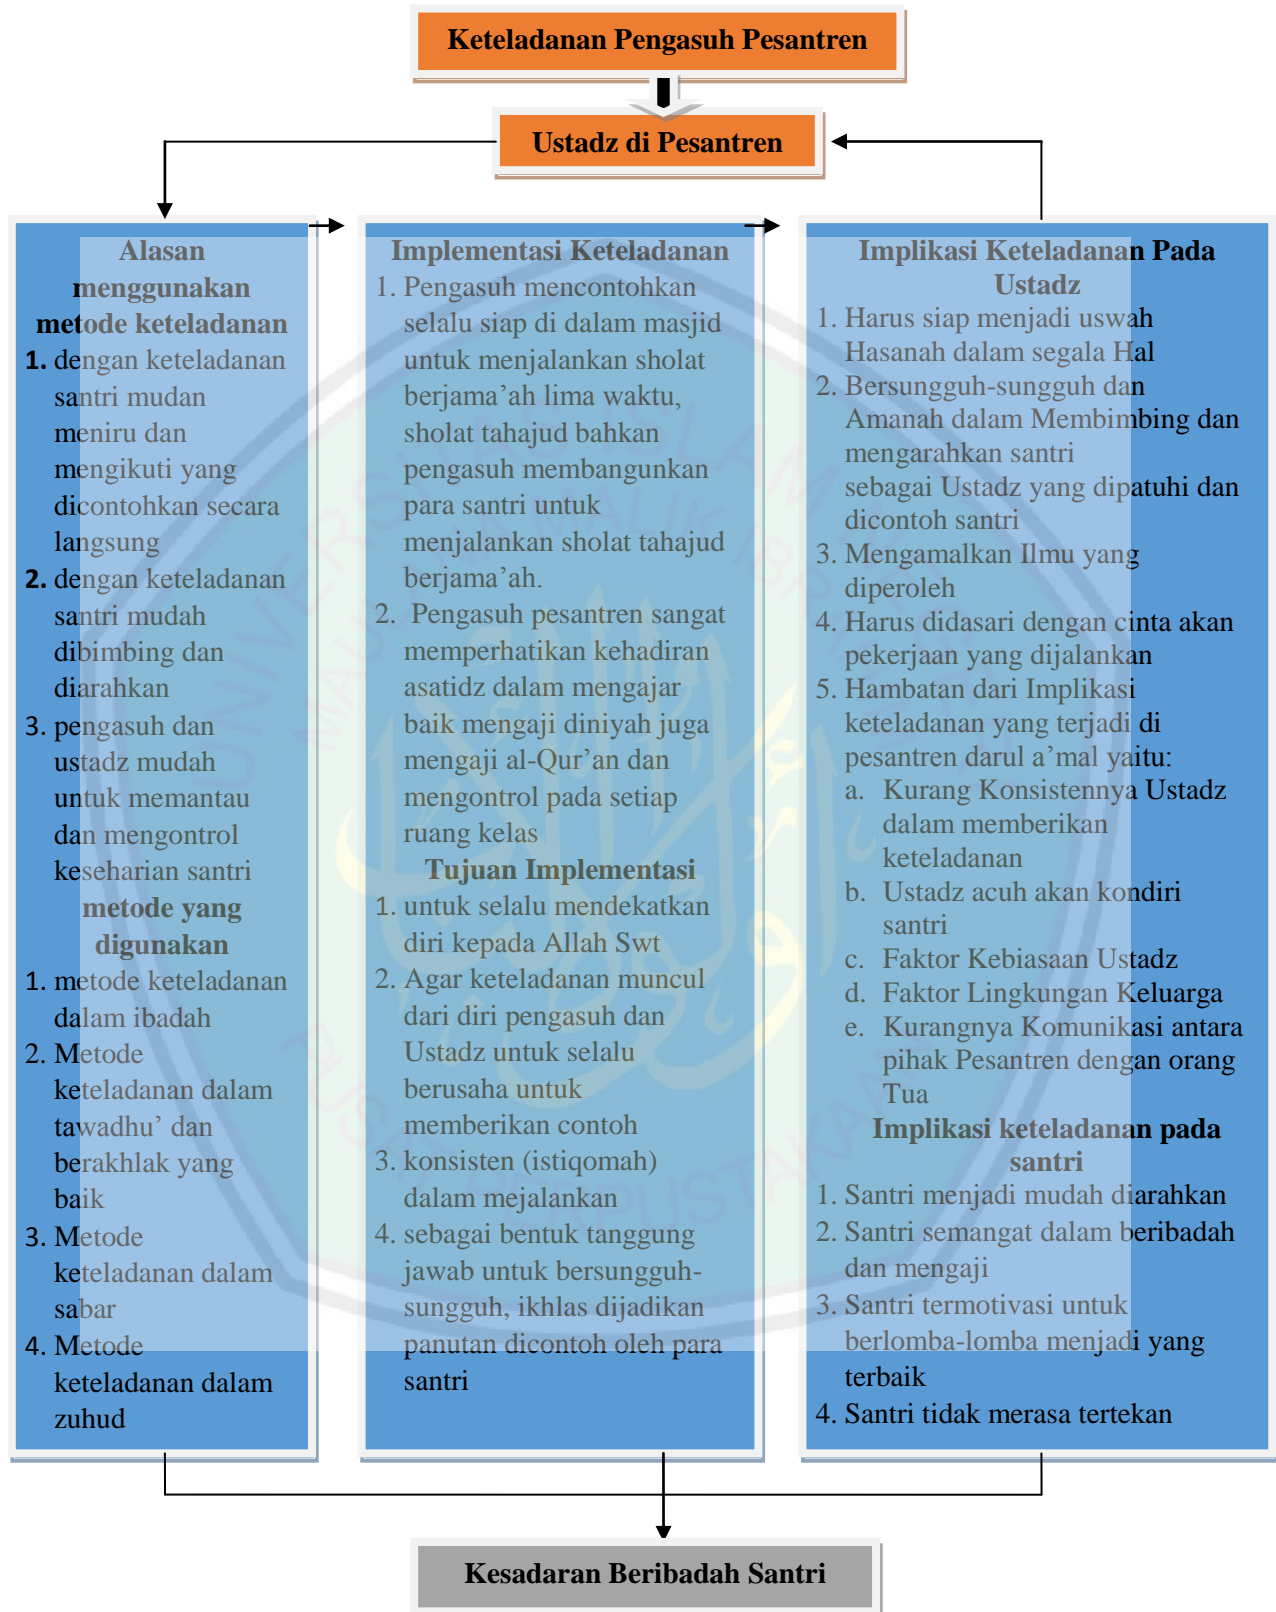 Keteladanan Pengasuh Pesantren
Ustadz di Pesantren
Alasan
menggunakan
metode keteladanan
1. dengan keteladanan
santri mudan
meniru dan
mengikuti yang
dicontohkan secara
langsung
2. dengan keteladanan
santri mudah
dibimbing dan
diarahkan
3. pengasuh dan
ustadz mudah
untuk memantau
dan mengontrol
keseharian santri
metode yang
digunakan
1. metode keteladanan
dalam ibadah
2. Metode
keteladanan dalam
tawadhu’ dan
berakhlak yang
baik
3. Metode
keteladanan dalam
sabar
4. Metode
keteladanan dalam
zuhud
Implementasi Keteladanan
1. Pengasuh mencontohkan
selalu siap di dalam masjid
untuk menjalankan sholat
berjama’ah lima waktu,
sholat tahajud bahkan
pengasuh membangunkan
para santri untuk
menjalankan sholat tahajud
berjama’ah.
2. Pengasuh pesantren sangat
memperhatikan kehadiran
asatidz dalam mengajar
baik mengaji diniyah juga
mengaji al-Qur’an dan
mengontrol pada setiap
ruang kelas
Tujuan Implementasi
1. untuk selalu mendekatkan
diri kepada Allah Swt
2. Agar keteladanan muncul
dari diri pengasuh dan
Ustadz untuk selalu
berusaha untuk
memberikan contoh
3. konsisten (istiqomah)
dalam mejalankan
4. sebagai bentuk tanggung
jawab untuk bersungguh-
sungguh, ikhlas dijadikan
panutan dicontoh oleh para
santri
Implikasi Keteladanan Pada
Ustadz
1. Harus siap menjadi uswah
Hasanah dalam segala Hal
2. Bersungguh-sungguh dan
Amanah dalam Membimbing dan
mengarahkan santri
sebagai Ustadz yang dipatuhi dan
dicontoh santri
3. Mengamalkan Ilmu yang
diperoleh
4. Harus didasari dengan cinta akan
pekerjaan yang dijalankan
5. Hambatan dari Implikasi
keteladanan yang terjadi di
pesantren darul a’mal yaitu:
a. Kurang Konsistennya Ustadz
dalam memberikan
keteladanan
b. Ustadz acuh akan kondiri
santri
c. Faktor Kebiasaan Ustadz
d. Faktor Lingkungan Keluarga
e. Kurangnya Komunikasi antara
pihak Pesantren dengan orang
Tua
Implikasi keteladanan pada
santri
1. Santri menjadi mudah diarahkan
2. Santri semangat dalam beribadah
dan mengaji
3. Santri termotivasi untuk
berlomba-lomba menjadi yang
terbaik
4. Santri tidak merasa tertekan
Kesadaran Beribadah Santri
UNIVERSITAS ISLAM NEGERI
MAULANA MALIK IBRAHIM
PUSAT PERPUSTAKAAN